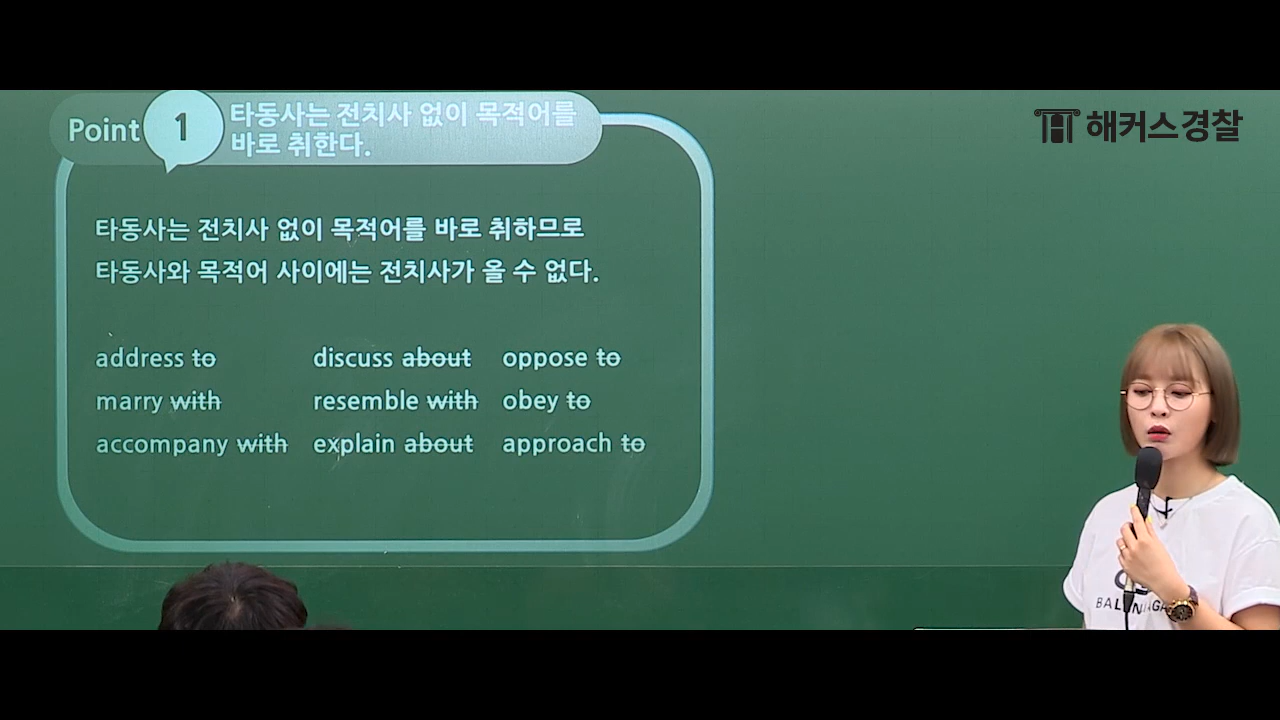 Point 1 타동사는 전치사 없이 목적어를
바로 취한다.
해커스경찰
타동사는 전치사 없이 목적어를 바로 취하므로
타동사와 목적어 사이에는 전치사가 올 수 없다.
address to discuss about oppose to
marry with resemble with obey to
accompany with explain about approach to